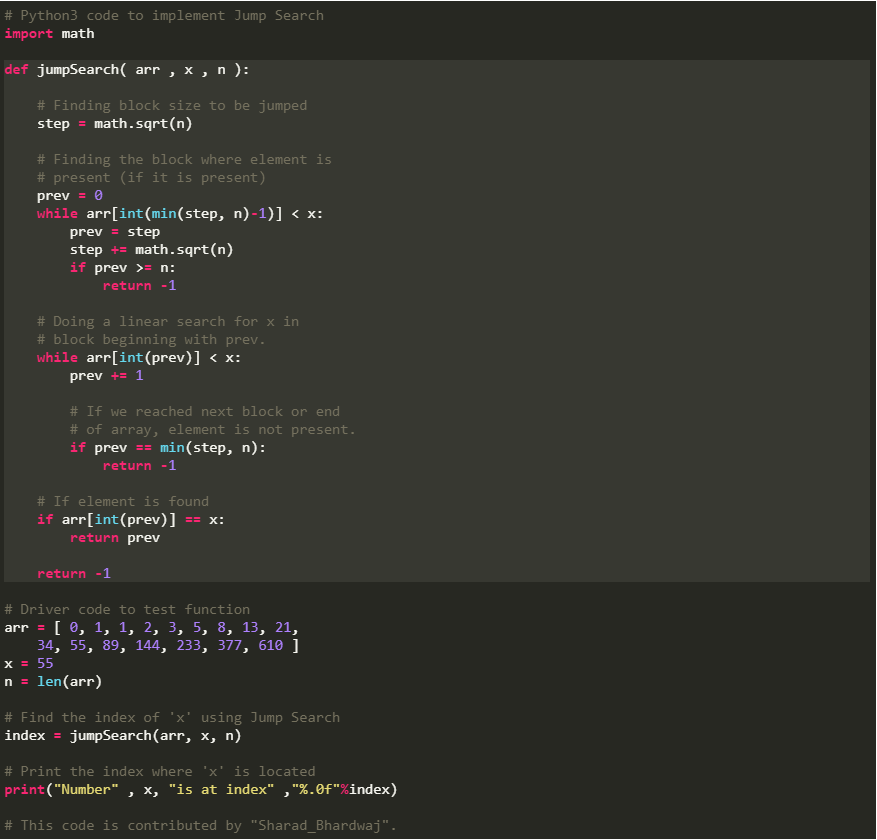 # Python3 code to implement Jump Search
import math

def jumpSearch( arr , x , n ):

    # Finding block size to be jumped
    step = math.sqrt(n)

    # Finding the block where element is
    # present (if it is present)
    prev = 0
    while arr[int(min(step, n)-1)] < x:
        prev = step
        step += math.sqrt(n)
        if prev >= n:
            return -1

    # Doing a linear search for x in
    # block beginning with prev.
    while arr[int(prev)] < x:
        prev += 1

        # If we reached next block or end
        # of array, element is not present.
        if prev == min(step, n):
            return -1

    # If element is found
    if arr[int(prev)] == x:
        return prev

    return -1

# Driver code to test function
arr = [ 0, 1, 1, 2, 3, 5, 8, 13, 21,
    34, 55, 89, 144, 233, 377, 610 ]
x = 55
n = len(arr)

# Find the index of 'x' using Jump Search
index = jumpSearch(arr, x, n)

# Print the index where 'x' is located
print("Number" , x, "is at index" ,"%.0f"%index)

# This code is contributed by "Sharad_Bhardwaj".